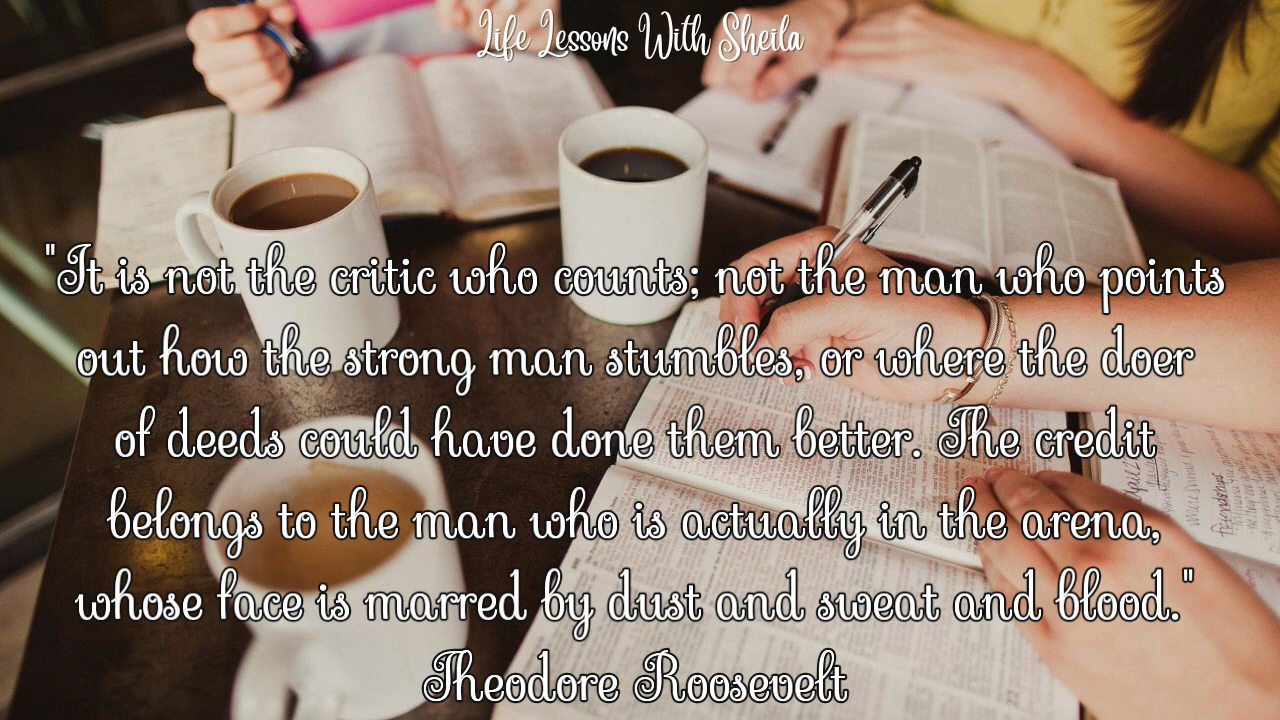 Life Lessons With Sheila
"It is not the critic who counts; not the man who points
out how the strong man stumbles, or where the doer
of deeds could have done them better. The credit
belongs to the man who is actually in the arena,
whose face is marred by dust and sweat and blood."
Theodore Roosevelt